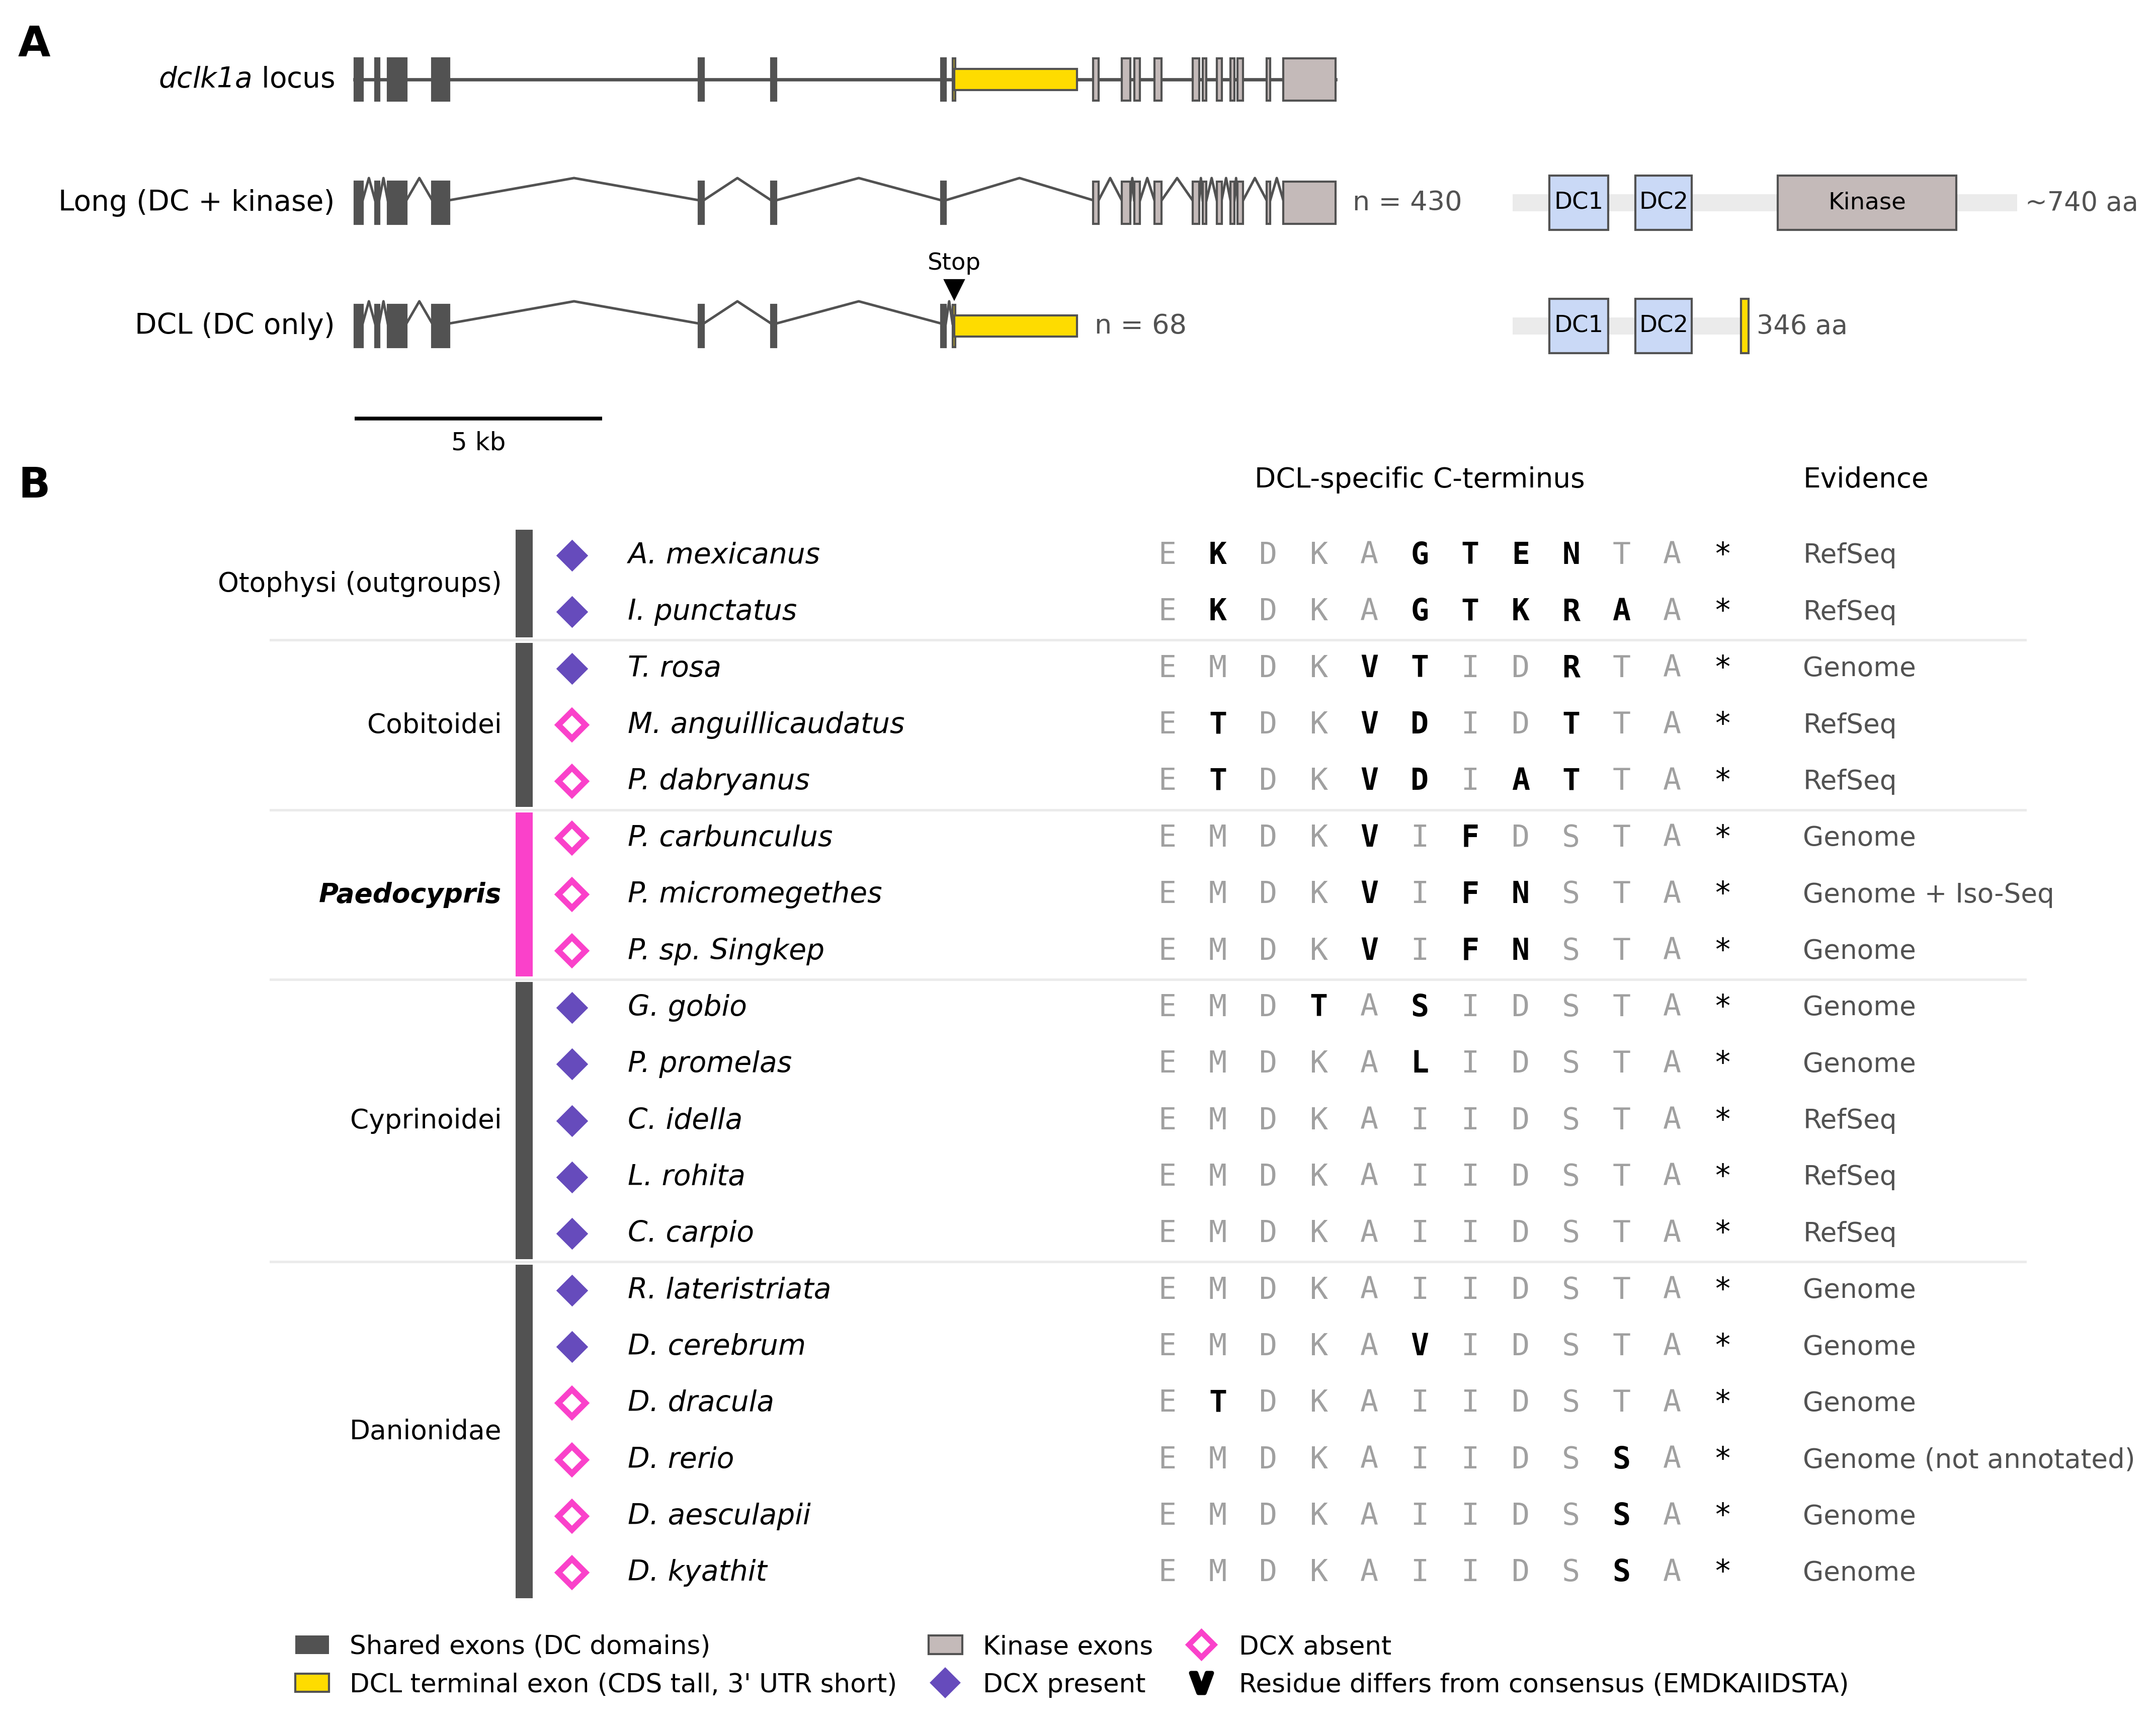 A
dclk1a locus
Long (DC + kinase)
n = 430
DC1
DC2
Kinase
~740 aa
Stop
DCL (DC only)
n = 68
DC1
DC2
346 aa
5 kb
B
DCL-specific C-terminus
Evidence
Otophysi (outgroups)
A. mexicanus E K D K A G T E N T A * RefSeq
I. punctatus E K D K A G T K R A A * RefSeq
Cobitoidei
T. rosa E M D K V T I D R T A * Genome
M. anguillicaudatus E T D K V D I D T T A * RefSeq
P. dabryanus E T D K V D I A T T A * RefSeq
Paedocypris
P. carbunculus E M D K V I F D S T A * Genome
P. micromegethes E M D K V I F N S T A * Genome + Iso-Seq
P. sp. Singkep E M D K V I F N S T A * Genome
Cyprinoidei
G. gobio E M D T A S I D S T A * Genome
P. promelas E M D K A L I D S T A * Genome
C. idella E M D K A I I D S T A * RefSeq
L. rohita E M D K A I I D S T A * RefSeq
C. carpio E M D K A I I D S T A * RefSeq
Danionidae
R. lateristriata E M D K A I I D S T A * Genome
D. cerebrum E M D K A V I D S T A * Genome
D. dracula E T D K A I I D S T A * Genome
D. rerio E M D K A I I D S S A * Genome (not annotated)
D. aesculapii E M D K A I I D S S A * Genome
D. kyathit E M D K A I I D S S A * Genome
Shared exons (DC domains)
DCL terminal exon (CDS tall, 3' UTR short)
Kinase exons
DCX present
DCX absent
V Residue differs from consensus (EMDKAIIDSTA)